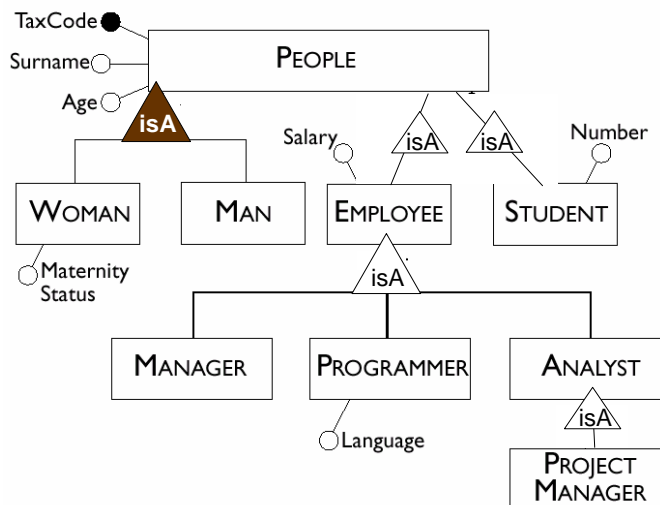 TaxCode
PEOPLE
Surname
Age
isA
Salary
isA
isA
Number
WOMAN
MAN
EMPLOYEE
STUDENT
Maternity
Status
isA
MANAGER
PROGRAMMER
ANALYST
isA
Language
PROJECT
MANAGER